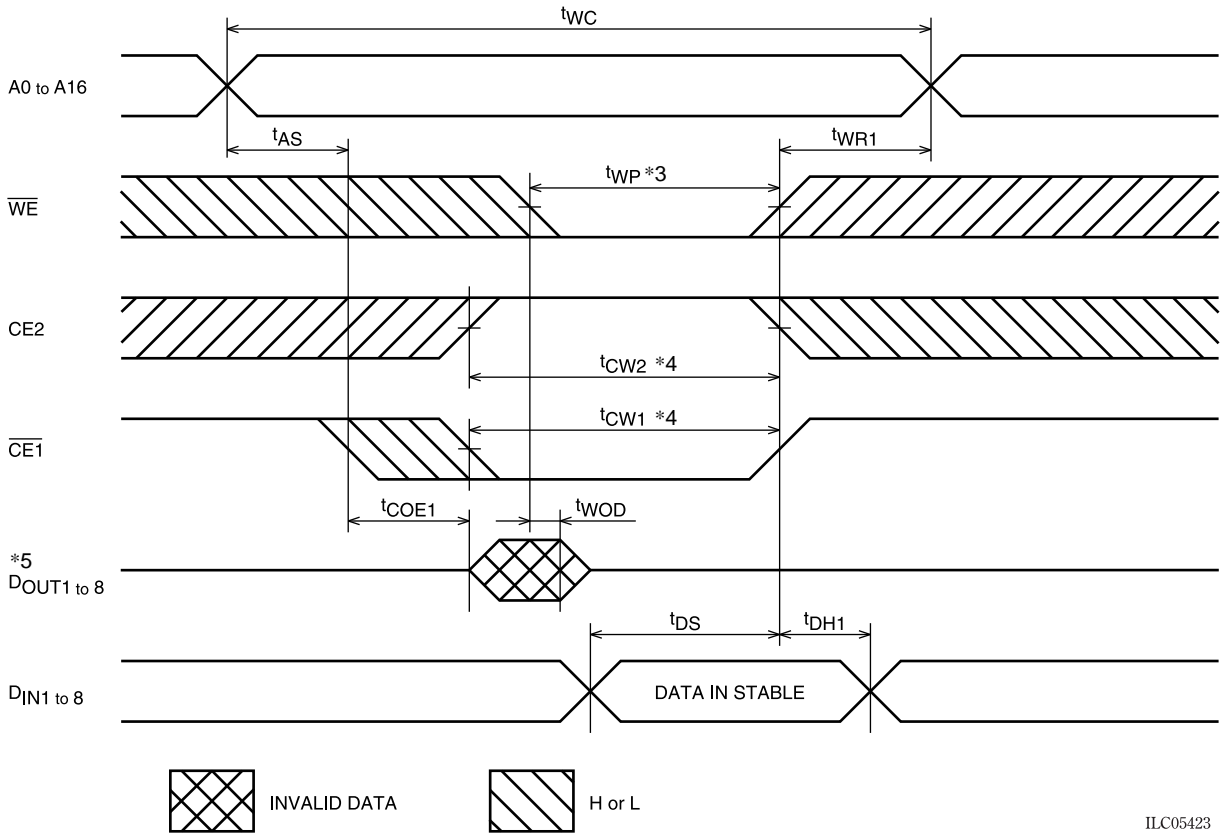 tWC
A0 to A16
tAS
tWR1
tWP *3
WE
CE2
tCW2 *4
tCW1 *4
CE1
tCOE1
tWOD
*5
DOUT1 to 8
tDS
tDH1
DIN1 to 8
DATA IN STABLE
INVALID DATA
H or L
ILC05423